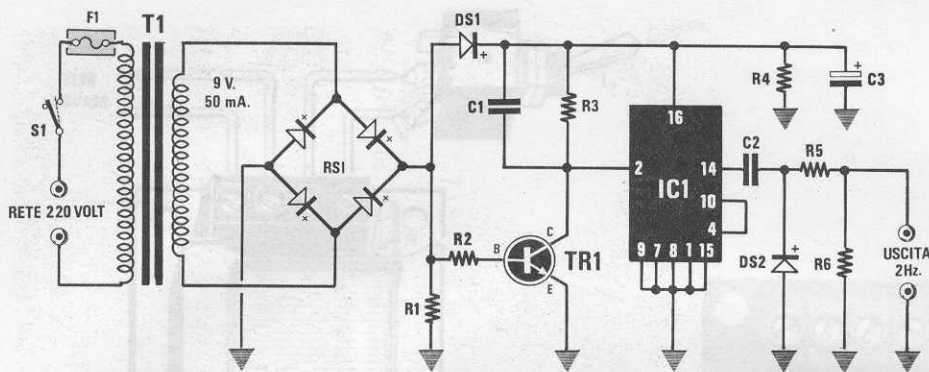 F1
T1
S1
RETE 220 VOLT
9 V.
50 mA.
RS1
DS1
+
C1
R3
R4
+
C3
R2
B
C
E
TR1
R1
2
16
IC1
14
10
4
9 7 8 1 15
C2
R5
DS2
+
R6
USCITA
2Hz.